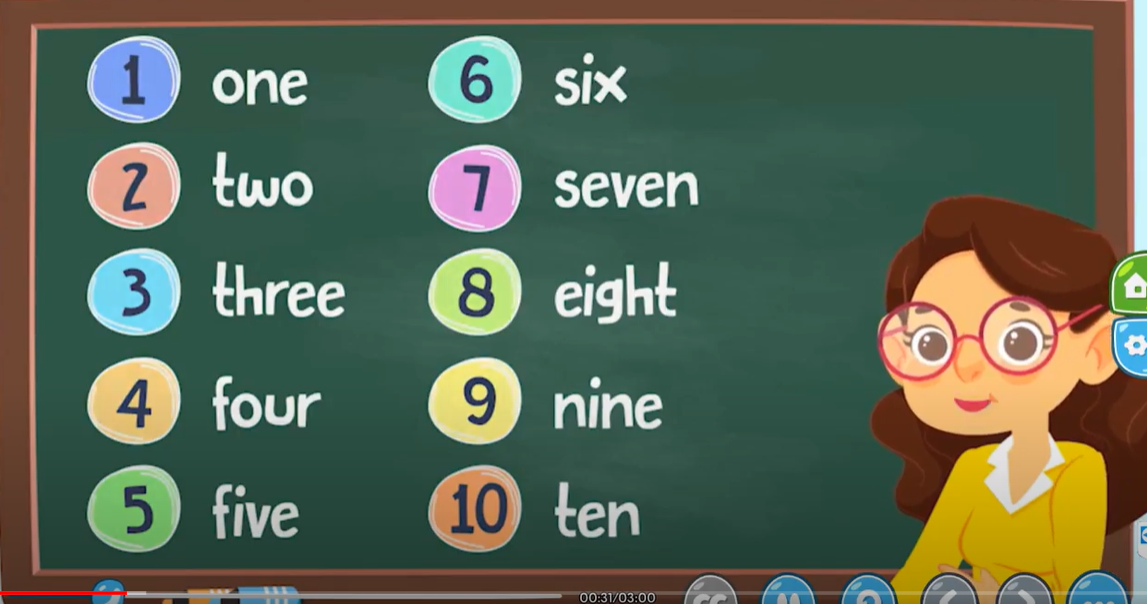 1 one
2 two
3 three
4 four
5 five
6 six
7 seven
8 eight
9 nine
10 ten
00:31/03:00
CC